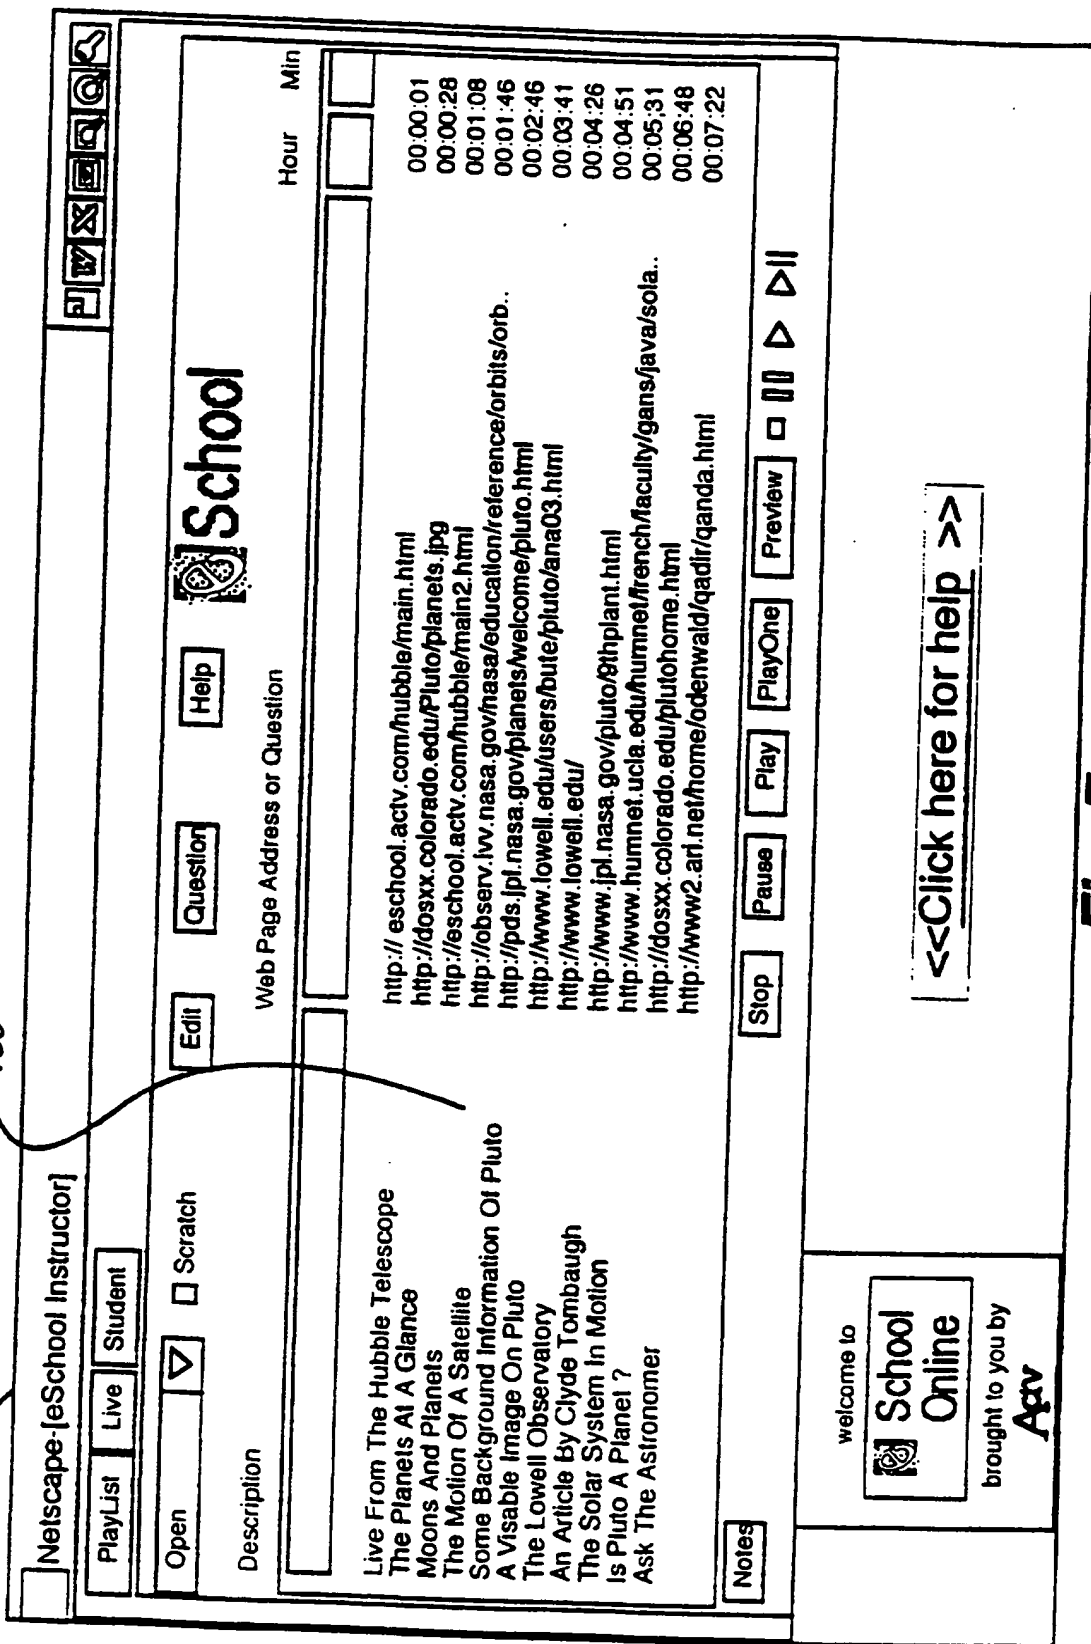 Netscape-[eSchool Instructor]
PlayList Live Student
Open Scratch Edit Question Help School
Description Web Page Address or Question Hour Min
Live From The Hubble Telescope http:// eschool.actv.com/hubble/main.html 00:00:01
The Planets At A Glance http://dosxx.colorado.edu/Pluto/planets.jpg 00:00:28
Moons And Planets http://eschool.actv.com/hubble/main2.html 00:01:08
The Motion Of A Satellite http://observ.ivv.nasa.gov/nasa/education/reference/orbits/orb.. 00:01:46
Some Background Information Of Pluto http://pds.jpl.nasa.gov/planets/welcome/pluto.html 00:02:46
A Visable Image On Pluto http://www.lowell.edu/users/bute/pluto/ana03.html 00:03:41
The Lowell Observatory http://www.lowell.edu/ 00:04:26
An Article By Clyde Tombaugh http://www.jpl.nasa.gov/pluto/9thplant.html 00:04:51
The Solar System In Motion http://www.humnet.ucla.edu/humnet/french/faculty/gans/java/sola.. 00:05;31
Is Pluto A Planet ? http://dosxx.colorado.edu/plutohome.html 00:06:48
Ask The Astronomer http://www2.ari.net/home/odenwald/qadir/qanda.html 00:07:22
Notes Stop Pause Play PlayOne Preview
welcome to
School
Online
brought to you by
Actv
<<Click here for help >>